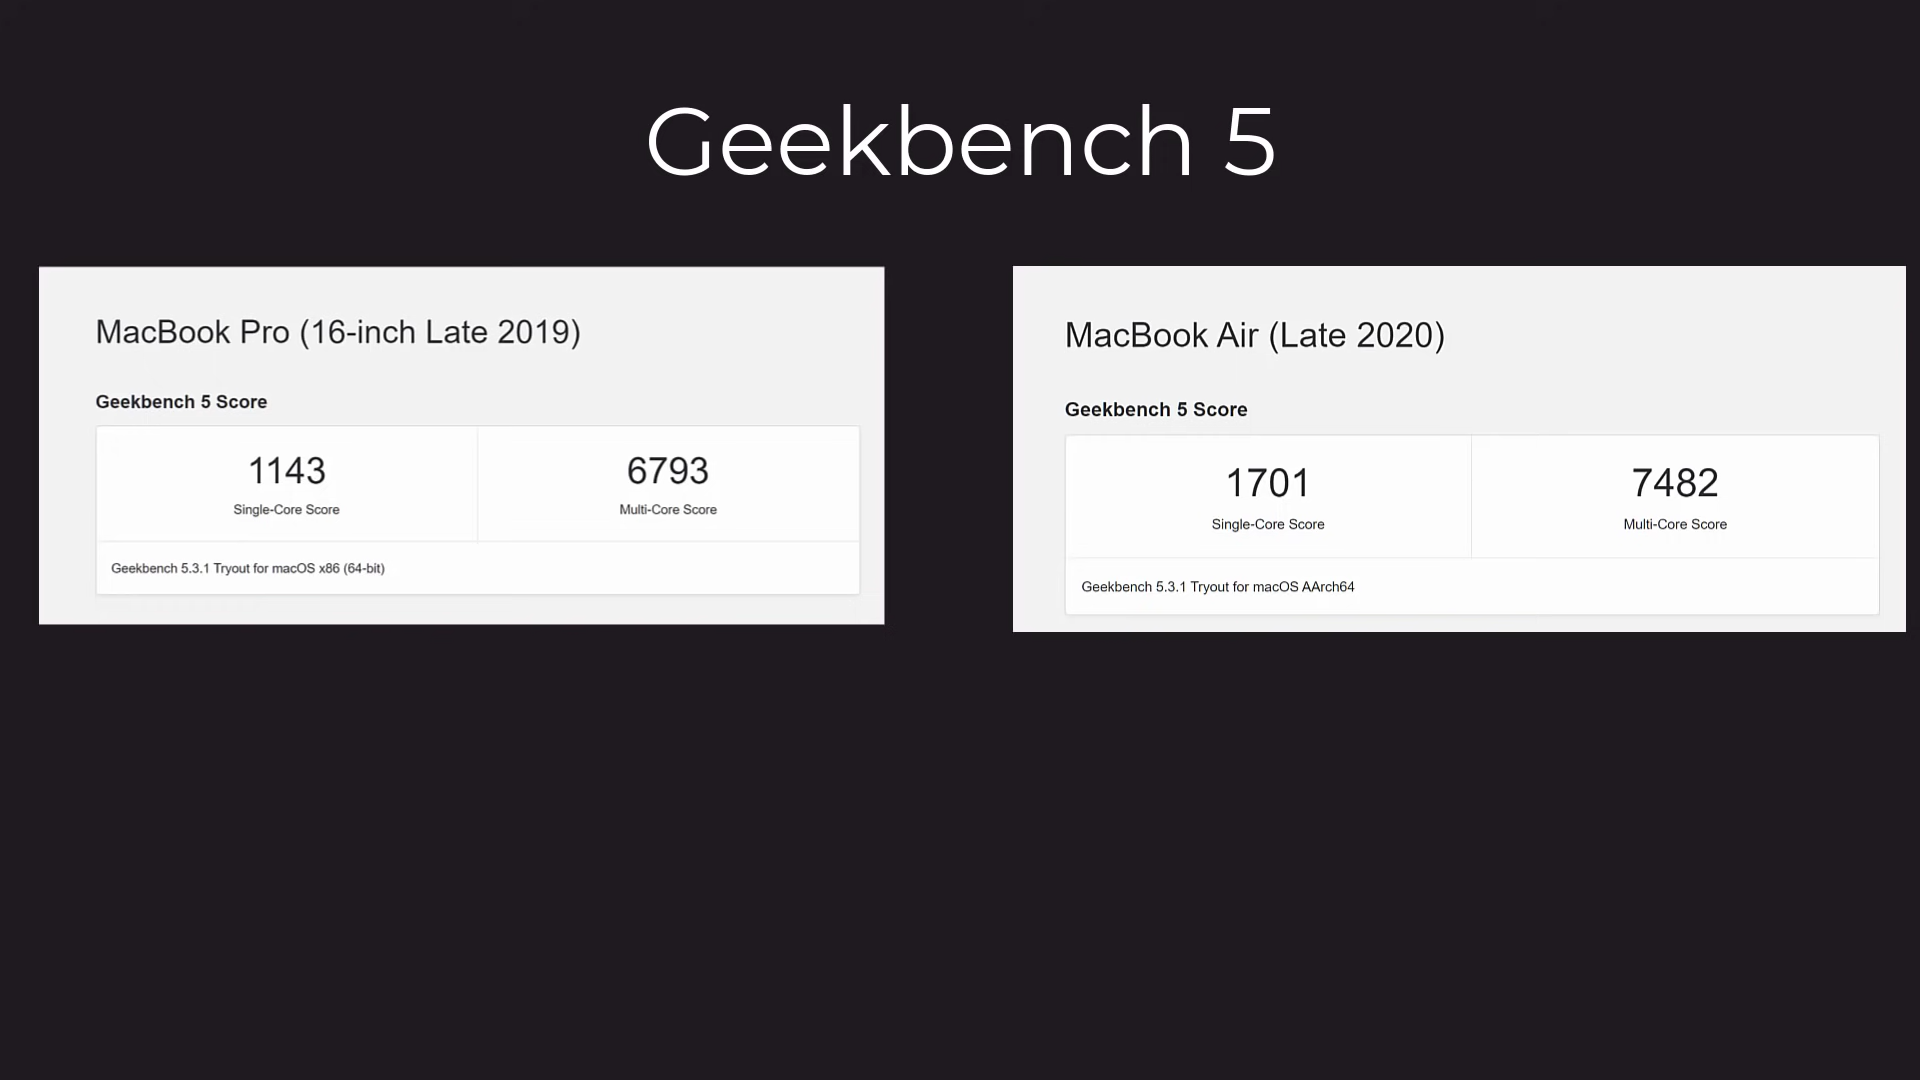 Geekbench 5
MacBook Pro (16-inch Late 2019)
Geekbench 5 Score
1143
6793
Single-Core Score
Multi-Core Score
Geekbench 5.3.1 Tryout for macOS x86 (64-bit)
MacBook Air (Late 2020)
Geekbench 5 Score
1701
7482
Single-Core Score
Multi-Core Score
Geekbench 5.3.1 Tryout for macOS AArch64